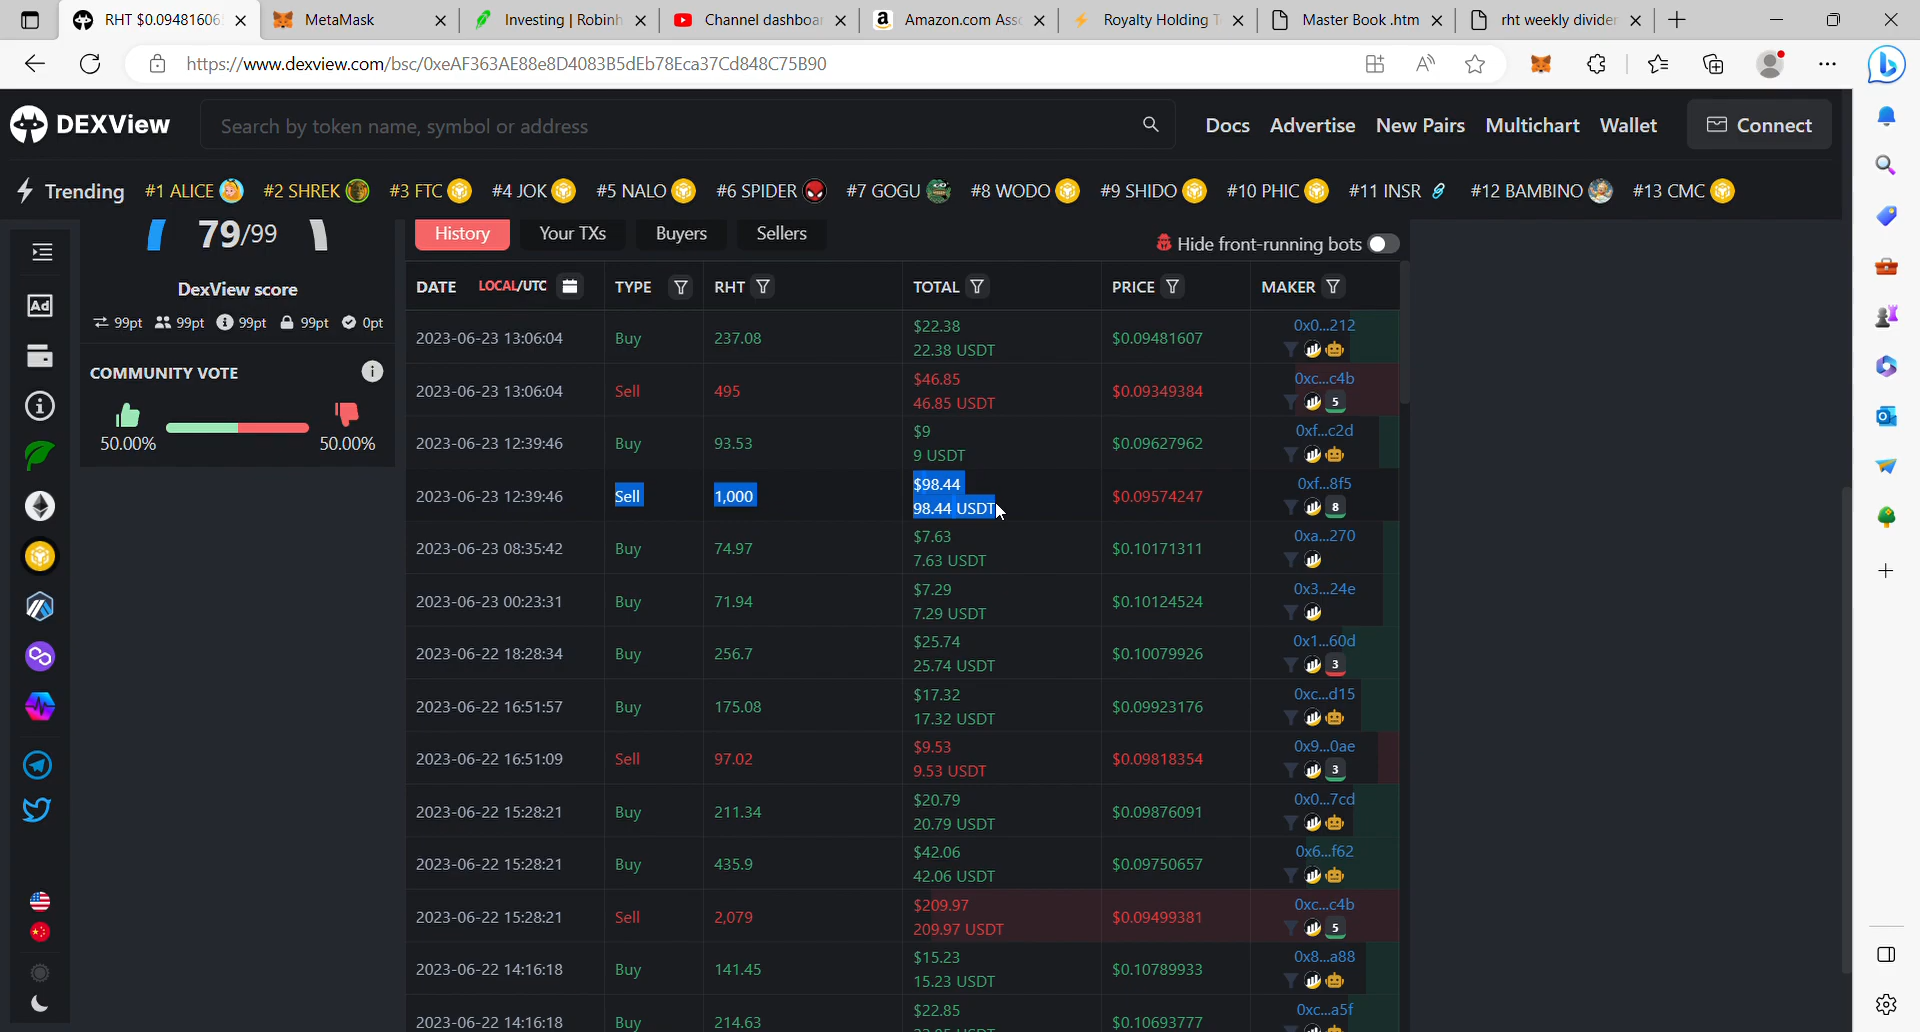 RHT $0.09481606
MetaMask
Investing | Robinh
Channel dashboar
Amazon.com Asso
Royalty Holding T
Master Book .htm
rht weekly divider
https://www.dexview.com/bsc/0xeAF363AE88e8D4083B5dEb78Eca37Cd848C75B90
DEXView
Search by token name, symbol or address
Docs Advertise New Pairs Multichart Wallet Connect
Trending #1 ALICE #2 SHREK #3 FTC #4 JOK #5 NALO #6 SPIDER #7 GOGU #8 WODO #9 SHIDO #10 PHIC #11 INSR #12 BAMBINO #13 CMC
79/99
DexView score
99pt 99pt 99pt 99pt 0pt
COMMUNITY VOTE
50.00% 50.00%
Ad
History Your TXs Buyers Sellers
Hide front-running bots
DATE LOCAL/UTC TYPE RHT TOTAL PRICE MAKER
2023-06-23 13:06:04 Buy 237.08 $22.38 22.38 USDT $0.09481607 0x0...212
2023-06-23 13:06:04 Sell 495 $46.85 46.85 USDT $0.09349384 0xc...c4b 5
2023-06-23 12:39:46 Buy 93.53 $9 9 USDT $0.09627962 0xf...c2d
2023-06-23 12:39:46 Sell 1,000 $98.44 98.44 USDT $0.09574247 0xf...8f5 8
2023-06-23 08:35:42 Buy 74.97 $7.63 7.63 USDT $0.10171311 0xa...270
2023-06-23 00:23:31 Buy 71.94 $7.29 7.29 USDT $0.10124524 0x3...24e
2023-06-22 18:28:34 Buy 256.7 $25.74 25.74 USDT $0.10079926 0x1...60d 3
2023-06-22 16:51:57 Buy 175.08 $17.32 17.32 USDT $0.09923176 0xc...d15
2023-06-22 16:51:09 Sell 97.02 $9.53 9.53 USDT $0.09818354 0x9...0ae 3
2023-06-22 15:28:21 Buy 211.34 $20.79 20.79 USDT $0.09876091 0x0...7cd
2023-06-22 15:28:21 Buy 435.9 $42.06 42.06 USDT $0.09750657 0x6...f62
2023-06-22 15:28:21 Sell 2,079 $209.97 209.97 USDT $0.09499381 0xc...c4b 5
2023-06-22 14:16:18 Buy 141.45 $15.23 15.23 USDT $0.10789933 0x8...a88
2023-06-22 14:16:18 Buy 214.63 $22.85 $0.10693777 0xc...a5f